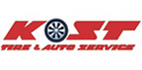 KOST
TIRE & AUTO SERVICE